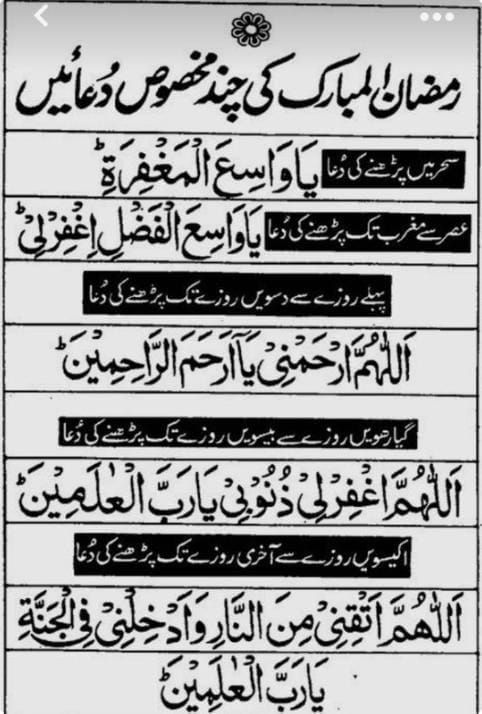 رمضان المبارک کی چند مخصوص دُعائیں
سحر میں پڑھنے کی دُعا یَا وَاسِعَ الْمَغْفِرَۃِ ط
عصر سے مغرب تک پڑھنے کی دُعا یَا وَاسِعَ الْفَضْلِ اِغْفِرْلِیْ ط
پہلے روزے سے دسویں روزے تک پڑھنے کی دُعا
اَللّٰہُمَّ ارْحَمْنِیْ یَآ اَرْحَمَ الرَّاحِمِیْنَ ط
گیارھویں روزے سے بیسویں روزے تک پڑھنے کی دُعا
اَللّٰہُمَّ اغْفِرْلِیْ ذُنُوْبِیْ یَارَبَّ الْعٰلَمِیْنَ ط
اکیسویں روزے سے آخری روزے تک پڑھنے کی دُعا
اَللّٰہُمَّ اَتَقِنِیْ مِنَ النَّارِ وَاَدْخِلْنِیْ فِی الْجَنَّةِ
یَارَبَّ الْعٰلَمِیْنَ ط